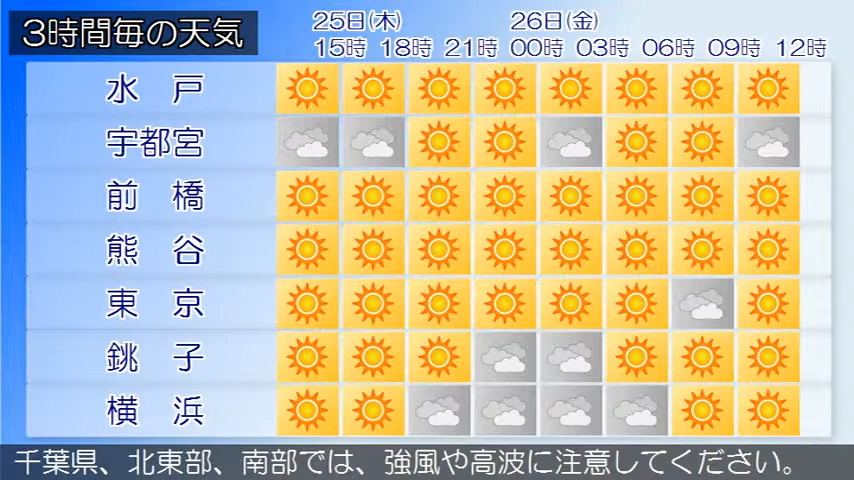 3時間毎の天気
25日(木) 26日(金)
15時 18時 21時 00時 03時 06時 09時 12時
水戸
宇都宮
前橋
熊谷
東京
銚子
横浜
千葉県、北東部、南部では、強風や高波に注意してください。